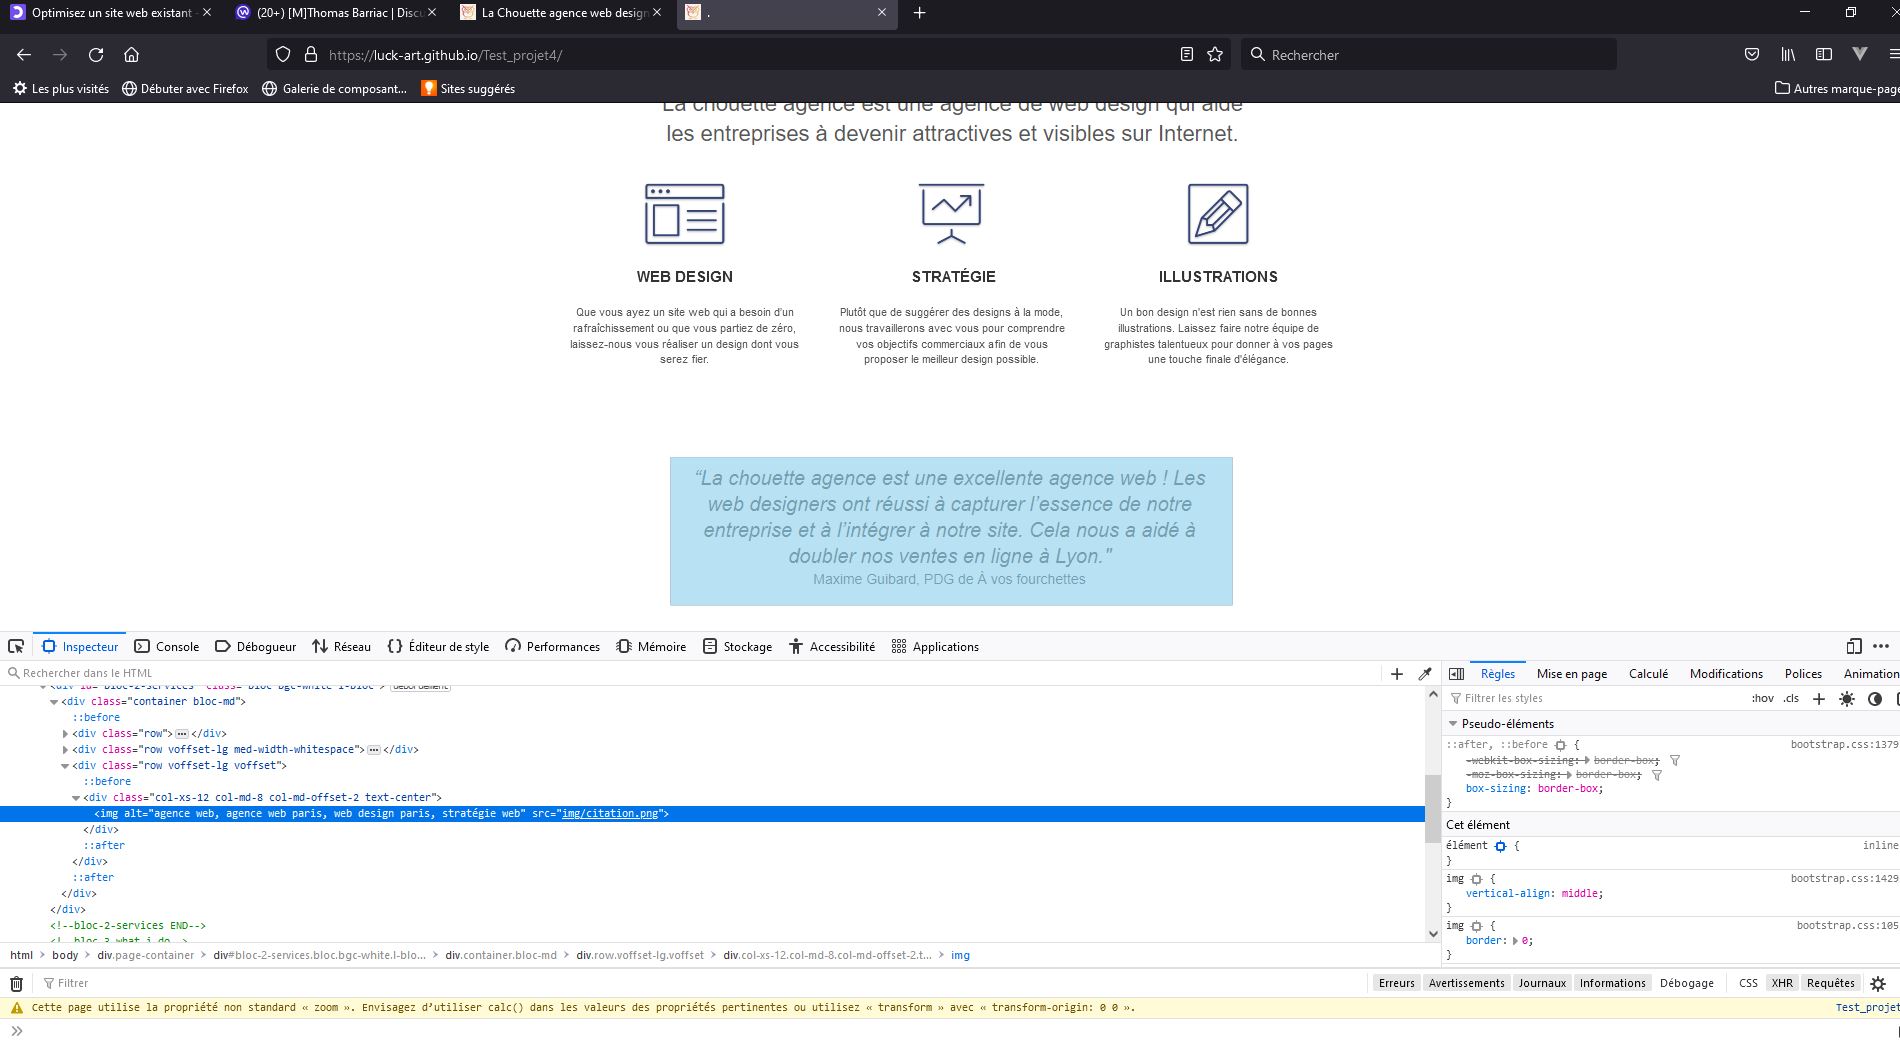 Optimisez un site web existant -
(20+) [M]Thomas Barriac | Discu
La Chouette agence web design
.
https://luck-art.github.io/Test_projet4/
Rechercher
Les plus visités
Débuter avec Firefox
Galerie de composant...
Sites suggérés
Autres marque-page
La chouette agence est une agence de web design qui aide
les entreprises à devenir attractives et visibles sur Internet.
WEB DESIGN
STRATÉGIE
ILLUSTRATIONS
Que vous ayez un site web qui a besoin d'un
rafraîchissement ou que vous partiez de zéro,
laissez-nous vous réaliser un design dont vous
serez fier.
Plutôt que de suggérer des designs à la mode,
nous travaillerons avec vous pour comprendre
vos objectifs commerciaux afin de vous
proposer le meilleur design possible.
Un bon design n'est rien sans de bonnes
illustrations. Laissez faire notre équipe de
graphistes talentueux pour donner à vos pages
une touche finale d'élégance.
“La chouette agence est une excellente agence web ! Les
web designers ont réussi à capturer l’essence de notre
entreprise et à l’intégrer à notre site. Cela nous a aidé à
doubler nos ventes en ligne à Lyon."
Maxime Guibard, PDG de À vos fourchettes
Inspecteur
Console
Débogueur
Réseau
Éditeur de style
Performances
Mémoire
Stockage
Accessibilité
Applications
Rechercher dans le HTML
<div id="bloc-2-services" class="bloc bgc-white l-bloc"> débordement
<div class="container bloc-md">
::before
<div class="row"> ··· </div>
<div class="row voffset-lg med-width-whitespace"> ··· </div>
<div class="row voffset-lg voffset">
::before
<div class="col-xs-12 col-md-8 col-md-offset-2 text-center">
<img alt="agence web, agence web paris, web design paris, stratégie web" src="img/citation.png">
</div>
::after
</div>
::after
</div>
</div>
<!--bloc-2-services END-->
<!--bloc-3 what i do-->
html > body > div.page-container > div#bloc-2-services.bloc.bgc-white.l-blo... > div.container.bloc-md > div.row.voffset-lg.voffset > div.col-xs-12.col-md-8.col-md-offset-2.t... > img
Règles
Mise en page
Calculé
Modifications
Polices
Animation
Filtrer les styles
:hov .cls
Pseudo-éléments
::after, ::before {
bootstrap.css:1379
-webkit-box-sizing: border-box;
-moz-box-sizing: border-box;
box-sizing: border-box;
}
Cet élément
élément {
inline
}
img {
bootstrap.css:1429
vertical-align: middle;
}
img {
bootstrap.css:105
border: 0;
}
Filtrer
Erreurs
Avertissements
Journaux
Informations
Débogage
CSS
XHR
Requêtes
Cette page utilise la propriété non standard « zoom ». Envisagez d’utiliser calc() dans les valeurs des propriétés pertinentes ou utilisez « transform » avec « transform-origin: 0 0 ».
Test_projet